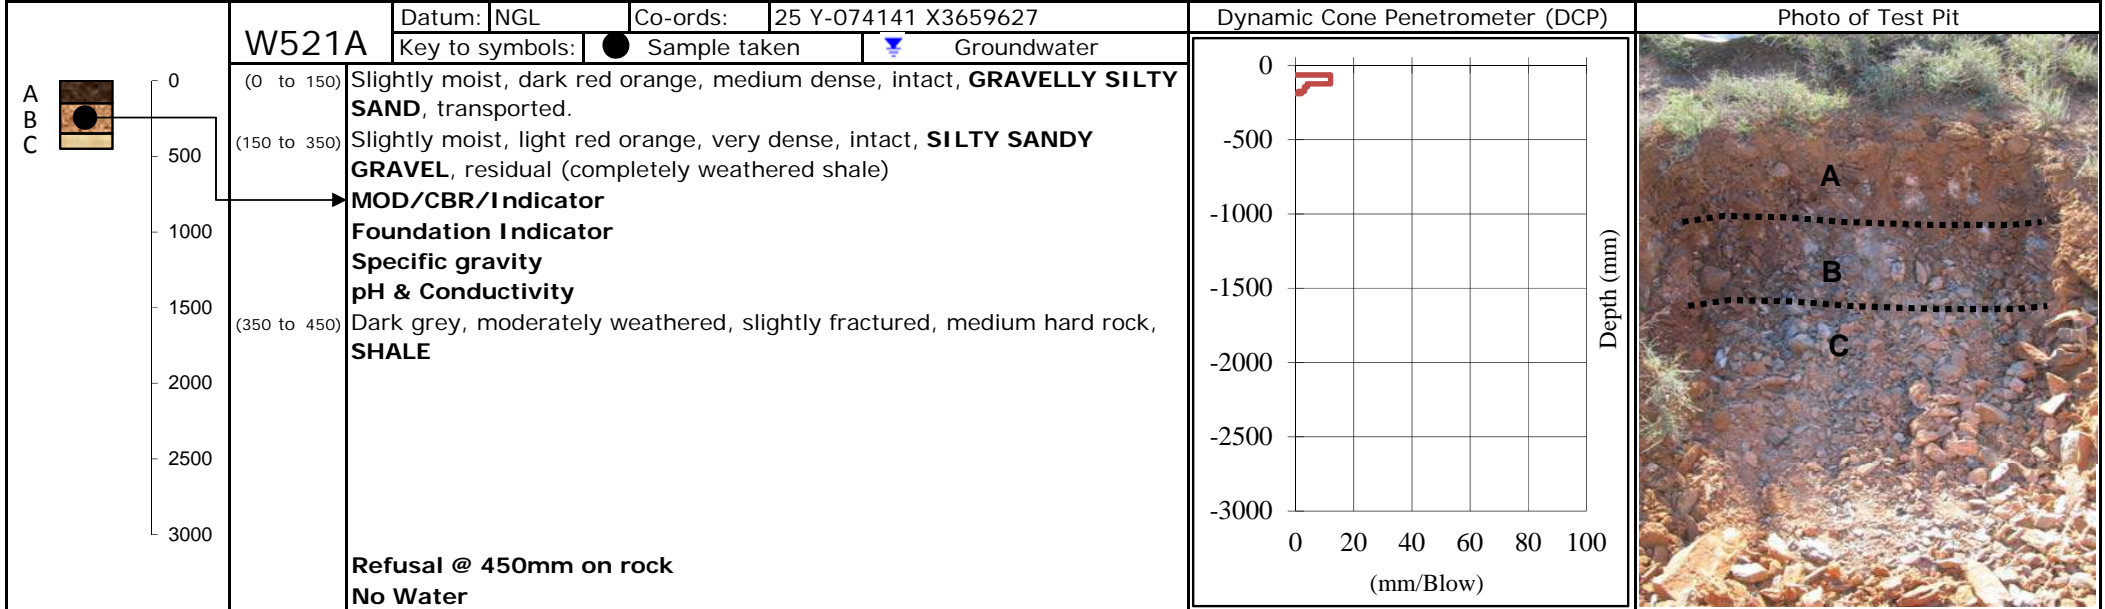 W521A
Datum: NGL Co-ords: 25 Y-074141 X3659627
Key to symbols: Sample taken Groundwater
A
B
C
0
500
1000
1500
2000
2500
3000
(0 to 150) Slightly moist, dark red orange, medium dense, intact, GRAVELLY SILTY
SAND, transported.
(150 to 350) Slightly moist, light red orange, very dense, intact, SILTY SANDY
GRAVEL, residual (completely weathered shale)
MOD/CBR/Indicator
Foundation Indicator
Specific gravity
pH & Conductivity
(350 to 450) Dark grey, moderately weathered, slightly fractured, medium hard rock,
SHALE
Refusal @ 450mm on rock
No Water
Dynamic Cone Penetrometer (DCP)
0
-500
-1000
-1500
-2000
-2500
-3000
0 20 40 60 80 100
(mm/Blow)
Depth (mm)
Photo of Test Pit
A
B
C